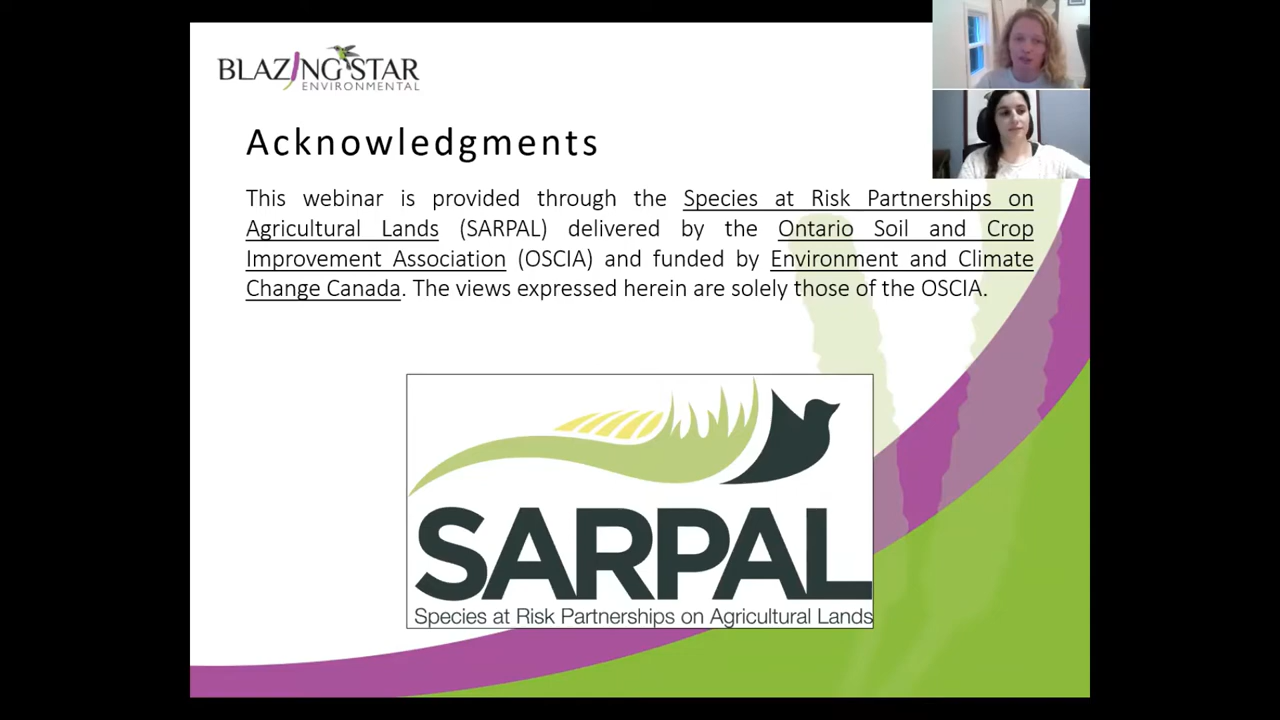 BLAZING STAR
ENVIRONMENTAL
Acknowledgments
This webinar is provided through the Species at Risk Partnerships on
Agricultural Lands (SARPAL) delivered by the Ontario Soil and Crop
Improvement Association (OSCIA) and funded by Environment and Climate
Change Canada. The views expressed herein are solely those of the OSCIA.
SARPAL
Species at Risk Partnerships on Agricultural Lands